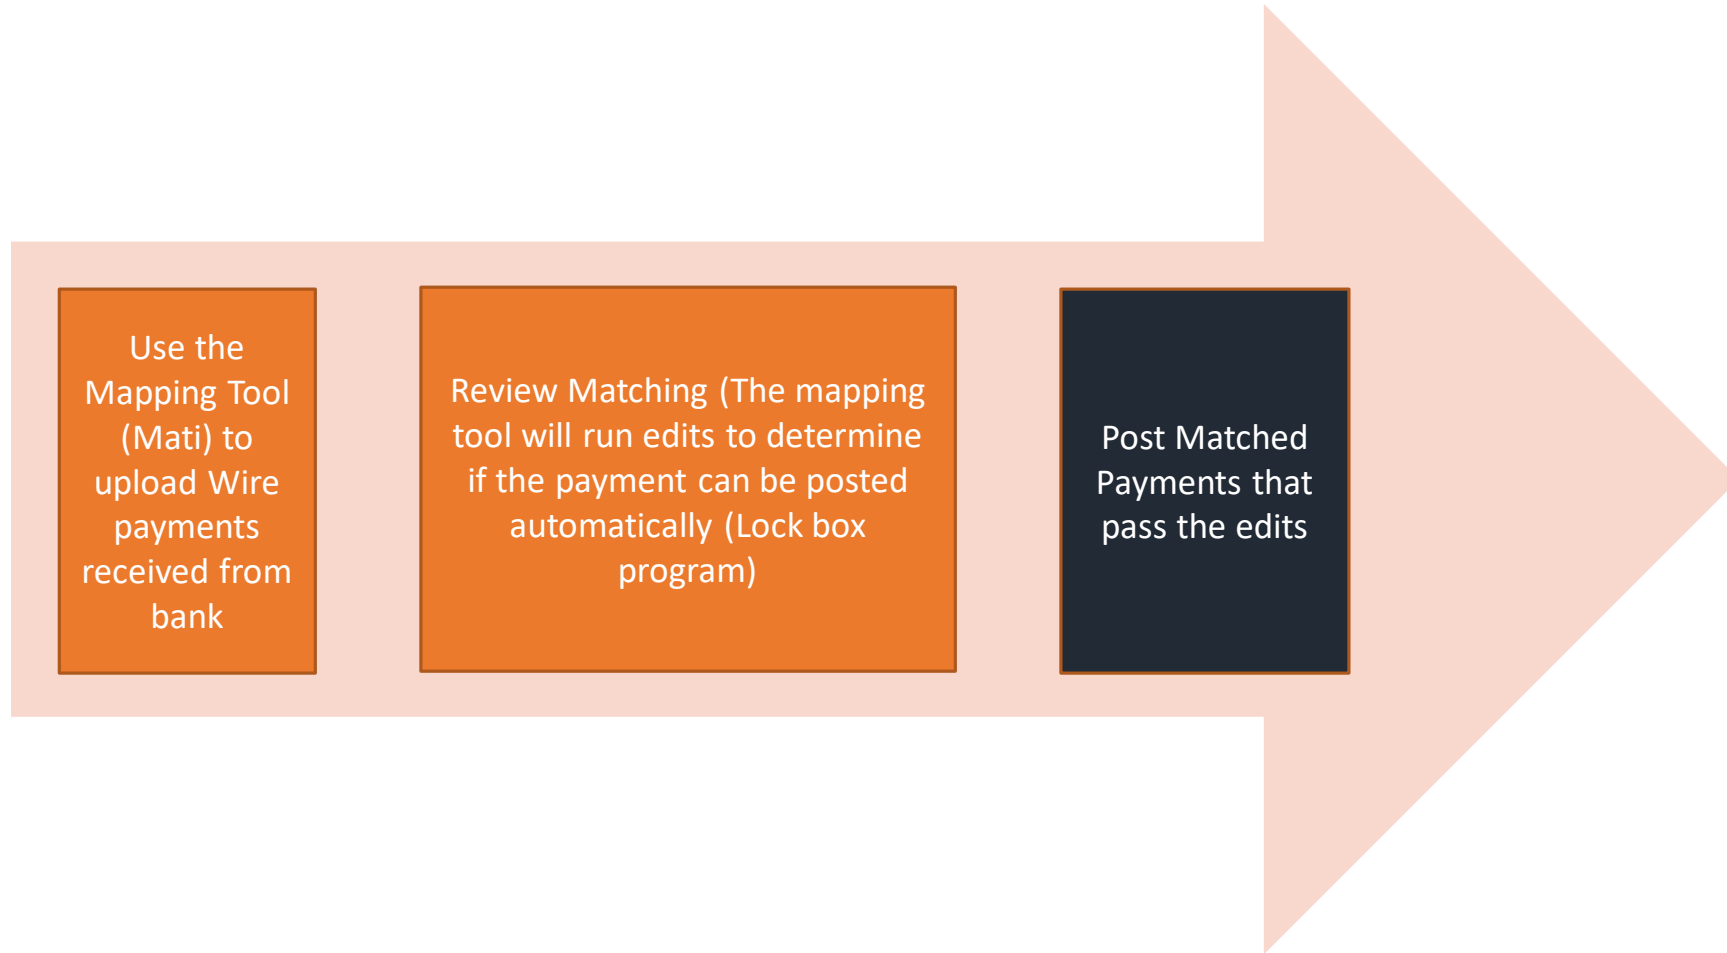 Use the
Mapping Tool
(Mati) to
upload Wire
payments
received from
bank
Review Matching (The mapping
tool will run edits to determine
if the payment can be posted
automatically (Lock box
program)
Post Matched
Payments that
pass the edits